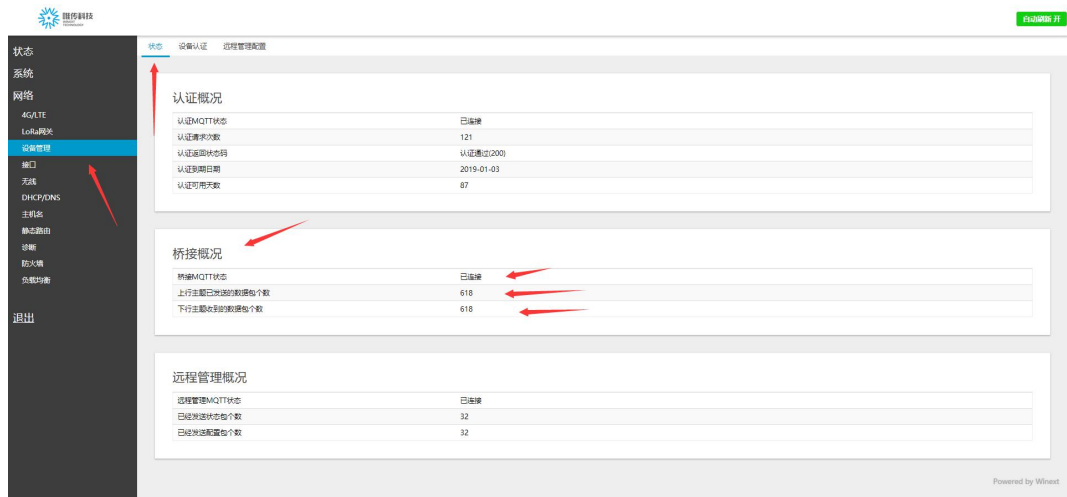 唯传科技
自动刷新 开
状态
系统
网络
4G/LTE
LoRa网关
设备管理
接口
无线
DHCP/DNS
主机名
静态路由
诊断
防火墙
负载均衡
退出
状态 设备认证 远程管理配置
认证概况
认证MQTT状态 已连接
认证请求次数 121
认证返回状态码 认证通过(200)
认证到期日期 2019-01-03
认证可用天数 87
桥接概况
桥接MQTT状态 已连接
上行主题已发送的数据包个数 618
下行主题收到的数据包个数 618
远程管理概况
远程管理MQTT状态 已连接
已经发送状态包个数 32
已经发送配置包个数 32
Powered by Winext